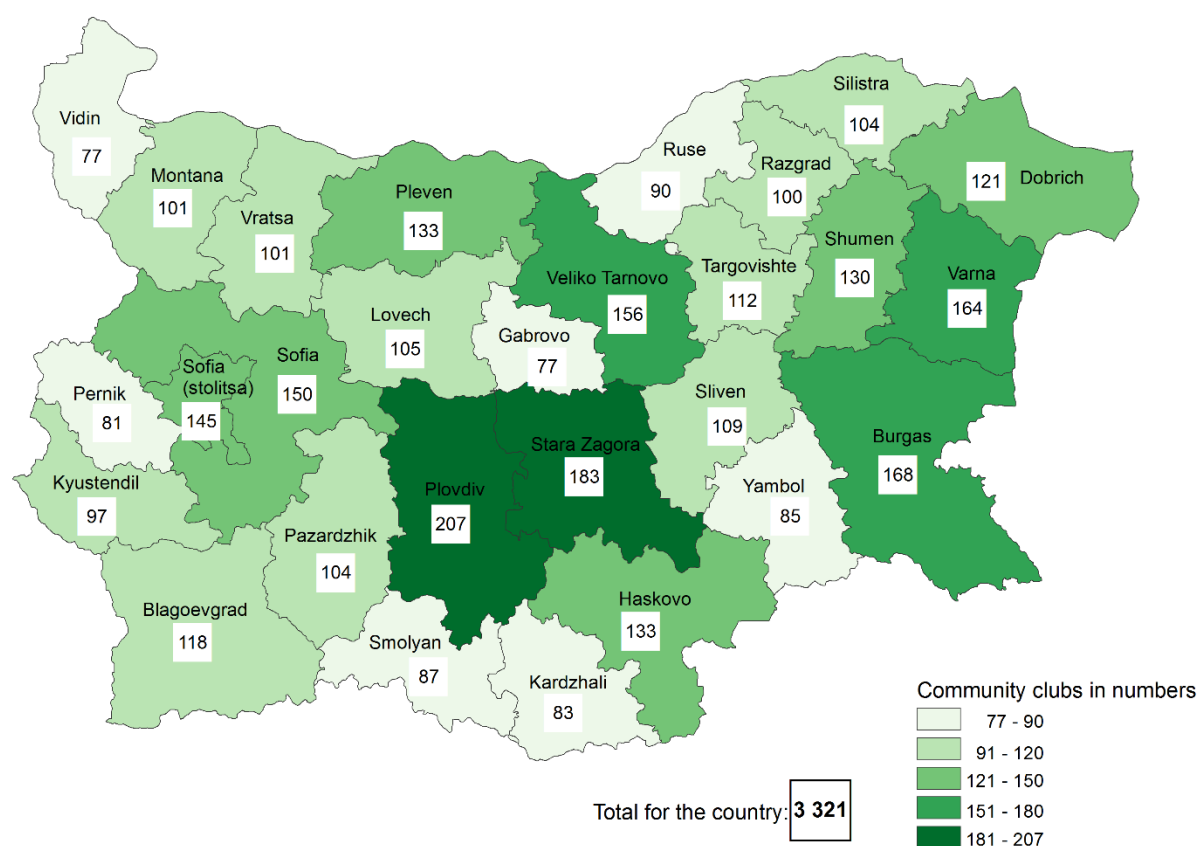 Silistra
104
Vidin
77
Ruse
90
Razgrad
100
Dobrich
121
Montana
101
Pleven
133
Vratsa
101
Shumen
130
Targovishte
112
Varna
164
Veliko Tarnovo
156
Lovech
105
Gabrovo
77
Sofia
(stolitsa)
145
Sofia
150
Pernik
81
Sliven
109
Burgas
168
Stara Zagora
183
Kyustendil
97
Plovdiv
207
Yambol
85
Pazardzhik
104
Blagoevgrad
118
Haskovo
133
Smolyan
87
Kardzhali
83
Community clubs in numbers
77 - 90
91 - 120
121 - 150
151 - 180
181 - 207
Total for the country: 3 321